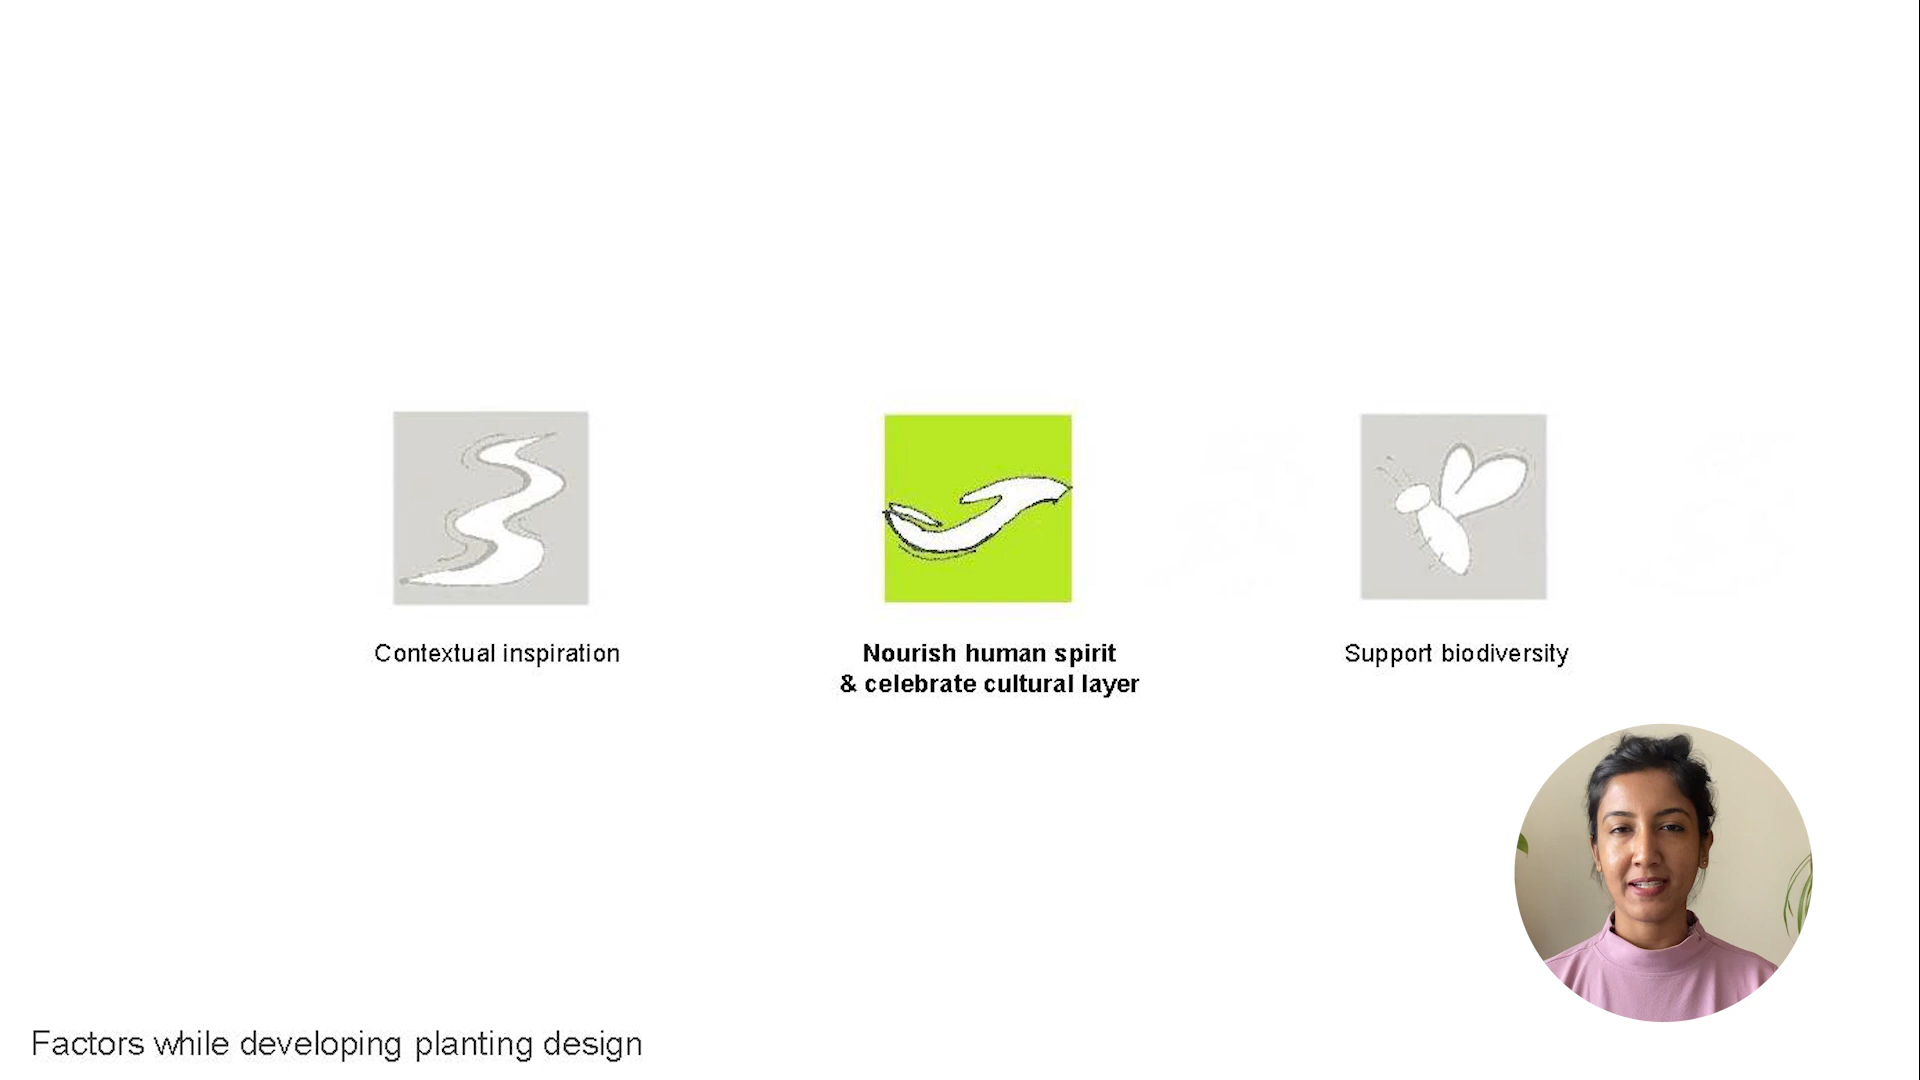 Contextual inspiration
Nourish human spirit
& celebrate cultural layer
Support biodiversity
Factors while developing planting design